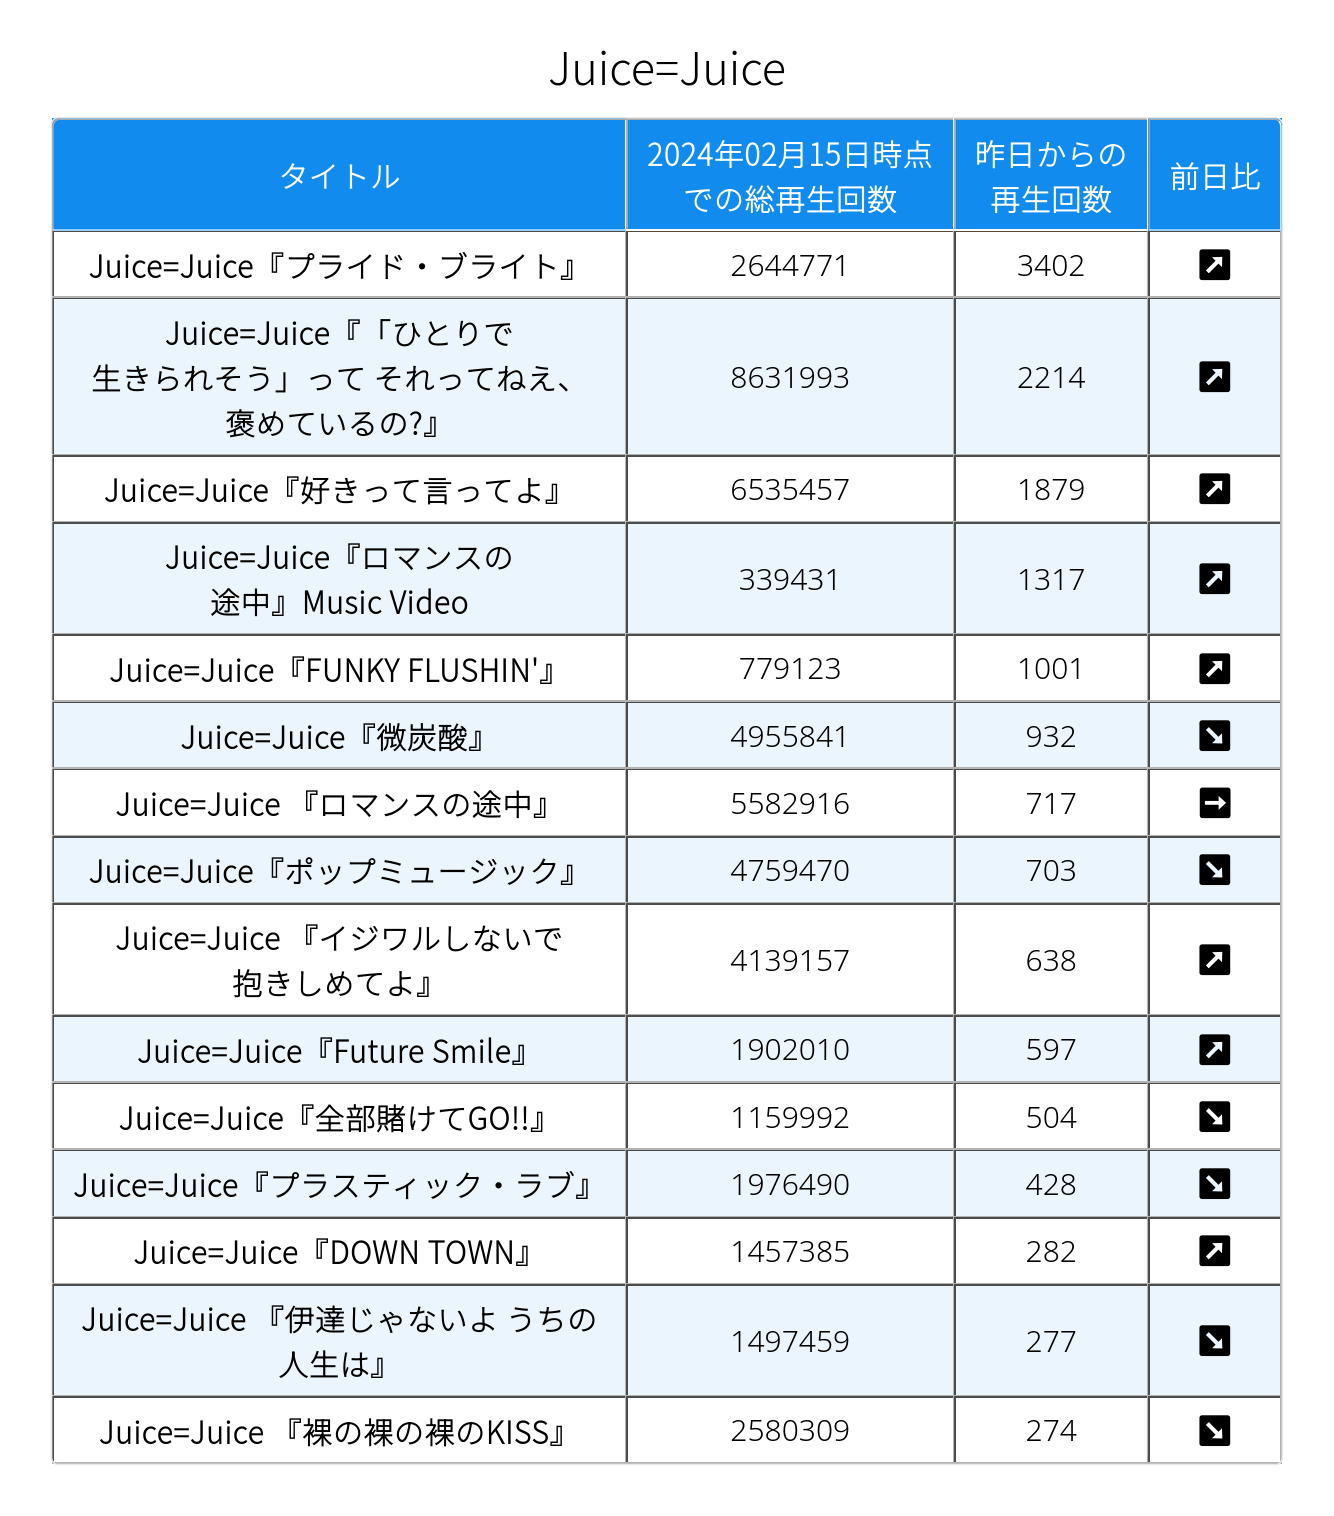 Juice=Juice
タイトル
2024年02月15日時点
での総再生回数
昨日からの
再生回数
前日比
Juice=Juice『プライド・ブライト』
2644771
3402
Juice=Juice『「ひとりで
生きられそう」って それってねえ、
褒めているの?』
8631993
2214
Juice=Juice『好きって言ってよ』
6535457
1879
Juice=Juice『ロマンスの
途中』Music Video
339431
1317
Juice=Juice『FUNKY FLUSHIN'』
779123
1001
Juice=Juice『微炭酸』
4955841
932
Juice=Juice 『ロマンスの途中』
5582916
717
Juice=Juice『ポップミュージック』
4759470
703
Juice=Juice 『イジワルしないで
抱きしめてよ』
4139157
638
Juice=Juice『Future Smile』
1902010
597
Juice=Juice『全部賭けてGO!!』
1159992
504
Juice=Juice『プラスティック・ラブ』
1976490
428
Juice=Juice『DOWN TOWN』
1457385
282
Juice=Juice 『伊達じゃないよ うちの
人生は』
1497459
277
Juice=Juice 『裸の裸の裸のKISS』
2580309
274